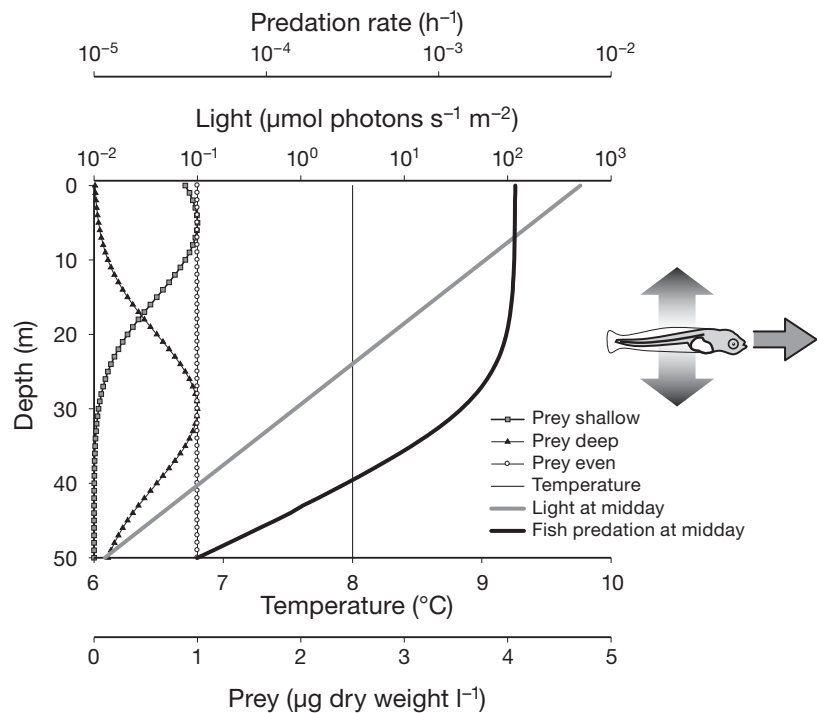 Predation rate (h⁻¹)
10⁻⁵ 10⁻⁴ 10⁻³ 10⁻²
Light (µmol photons s⁻¹ m⁻²)
10⁻² 10⁻¹ 10⁰ 10¹ 10² 10³
0
10
20
30
40
50
Depth (m)
Prey shallow
Prey deep
Prey even
Temperature
Light at midday
Fish predation at midday
6 7 8 9 10
Temperature (°C)
0 1 2 3 4 5
Prey (µg dry weight l⁻¹)